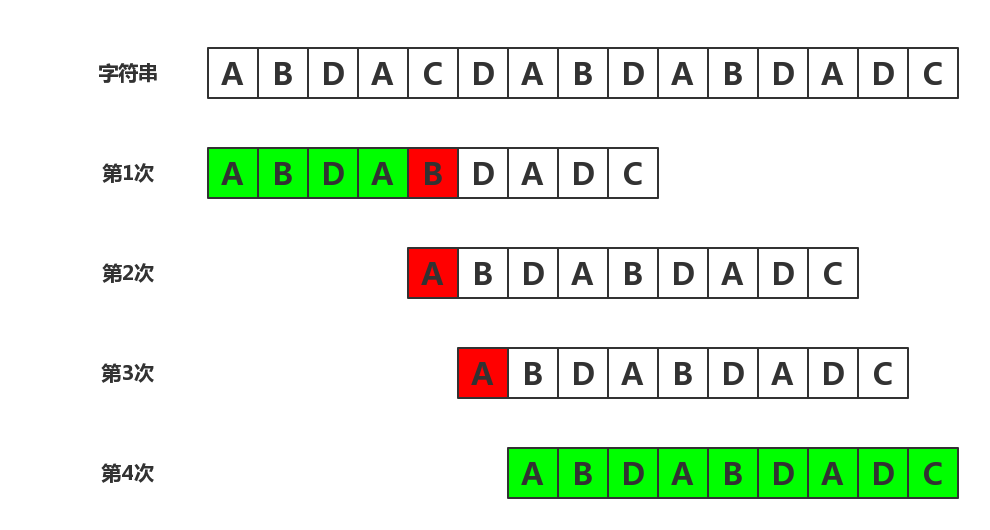 字符串 A B D A C D A B D A B D A D C
第1次 A B D A B D A D C
第2次 A B D A B D A D C
第3次 A B D A B D A D C
第4次 A B D A B D A D C